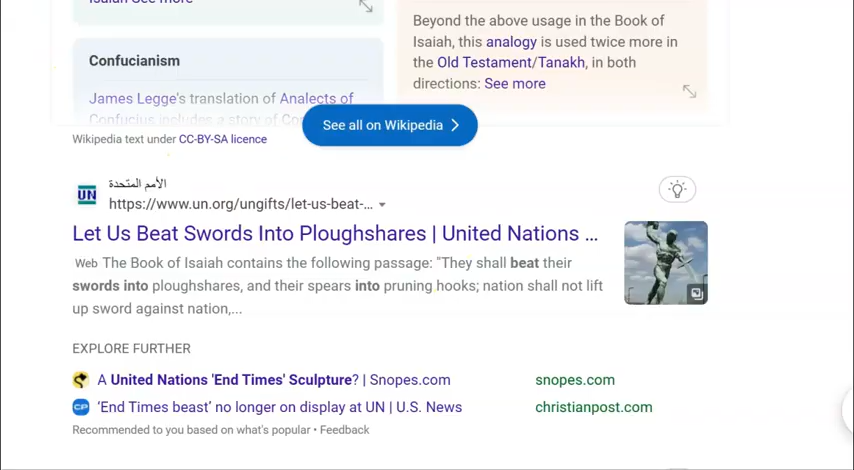 Isaiah See more
Confucianism
James Legge's translation of Analects of
Confucius includes a story of
Beyond the above usage in the Book of
Isaiah, this analogy is used twice more in
the Old Testament/Tanakh, in both
directions: See more
See all on Wikipedia
Wikipedia text under CC-BY-SA licence
UN
الأمم المتحدة
https://www.un.org/ungifts/let-us-beat-...
Let Us Beat Swords Into Ploughshares | United Nations ...
Web The Book of Isaiah contains the following passage: "They shall beat their
swords into ploughshares, and their spears into pruning hooks; nation shall not lift
up sword against nation,...
EXPLORE FURTHER
A United Nations 'End Times' Sculpture? | Snopes.com
snopes.com
CP
‘End Times beast’ no longer on display at UN | U.S. News
christianpost.com
Recommended to you based on what's popular • Feedback